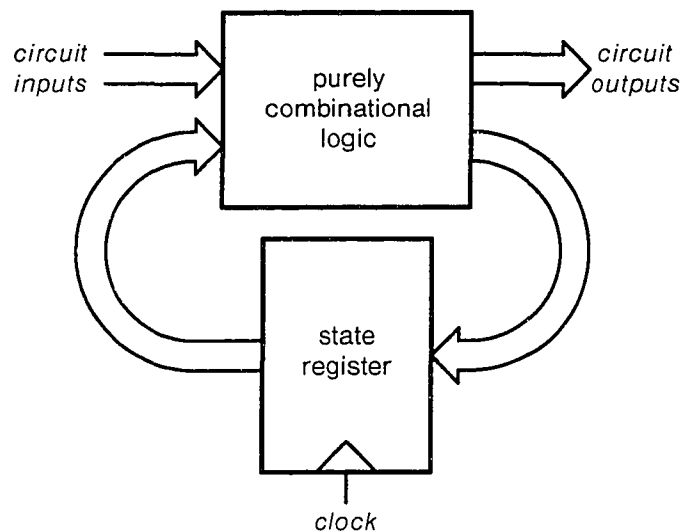 circuit
inputs
purely
combinational
logic
circuit
outputs
state
register
clock